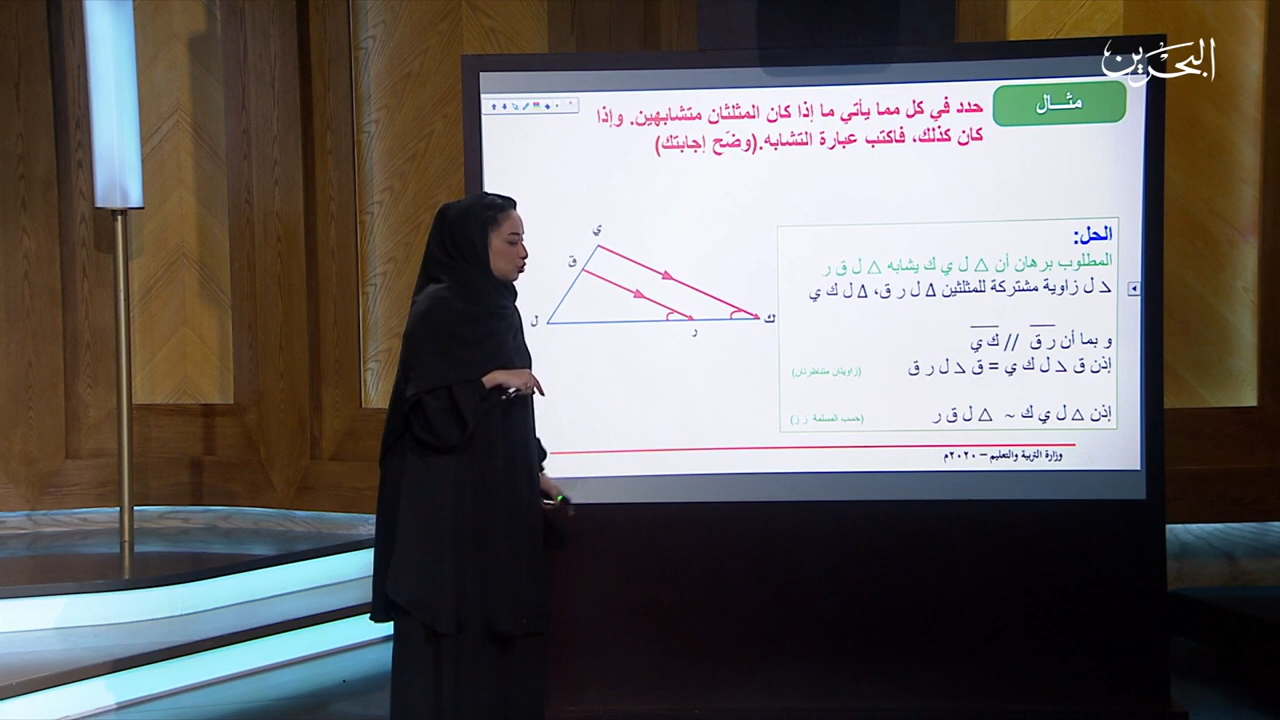 البحرين
مثـــال
حدد في كل مما يأتي ما إذا كان المثلثان متشابهين. وإذا
كان كذلك، فاكتب عبارة التشابه.(وضّح إجابتك)
ي
ق
ل
ر
ك
الحل:
المطلوب برهان أن △ ل ي ك يشابه △ ل ق ر
> ل زاوية مشتركة للمثلثين Δ ل ر ق، Δ ل ك ي
و بما أن ر ق // ك ي
إذن ق > ل ك ي = ق > ل ر ق (زاويتان متناظرتان)
إذن △ ل ي ك ~ △ ل ق ر (حسب المسلمة ز ز)
وزارة التربية والتعليم – ٢٠٢٠م